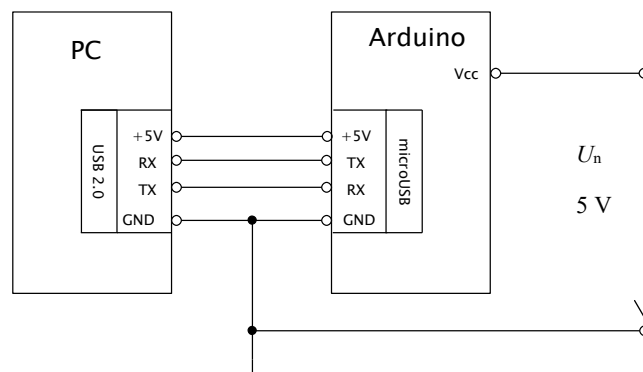 PC
USB 2.0
+5V
RX
TX
GND
Arduino
Vcc
+5V
TX
RX
GND
microUSB
Un
5 V